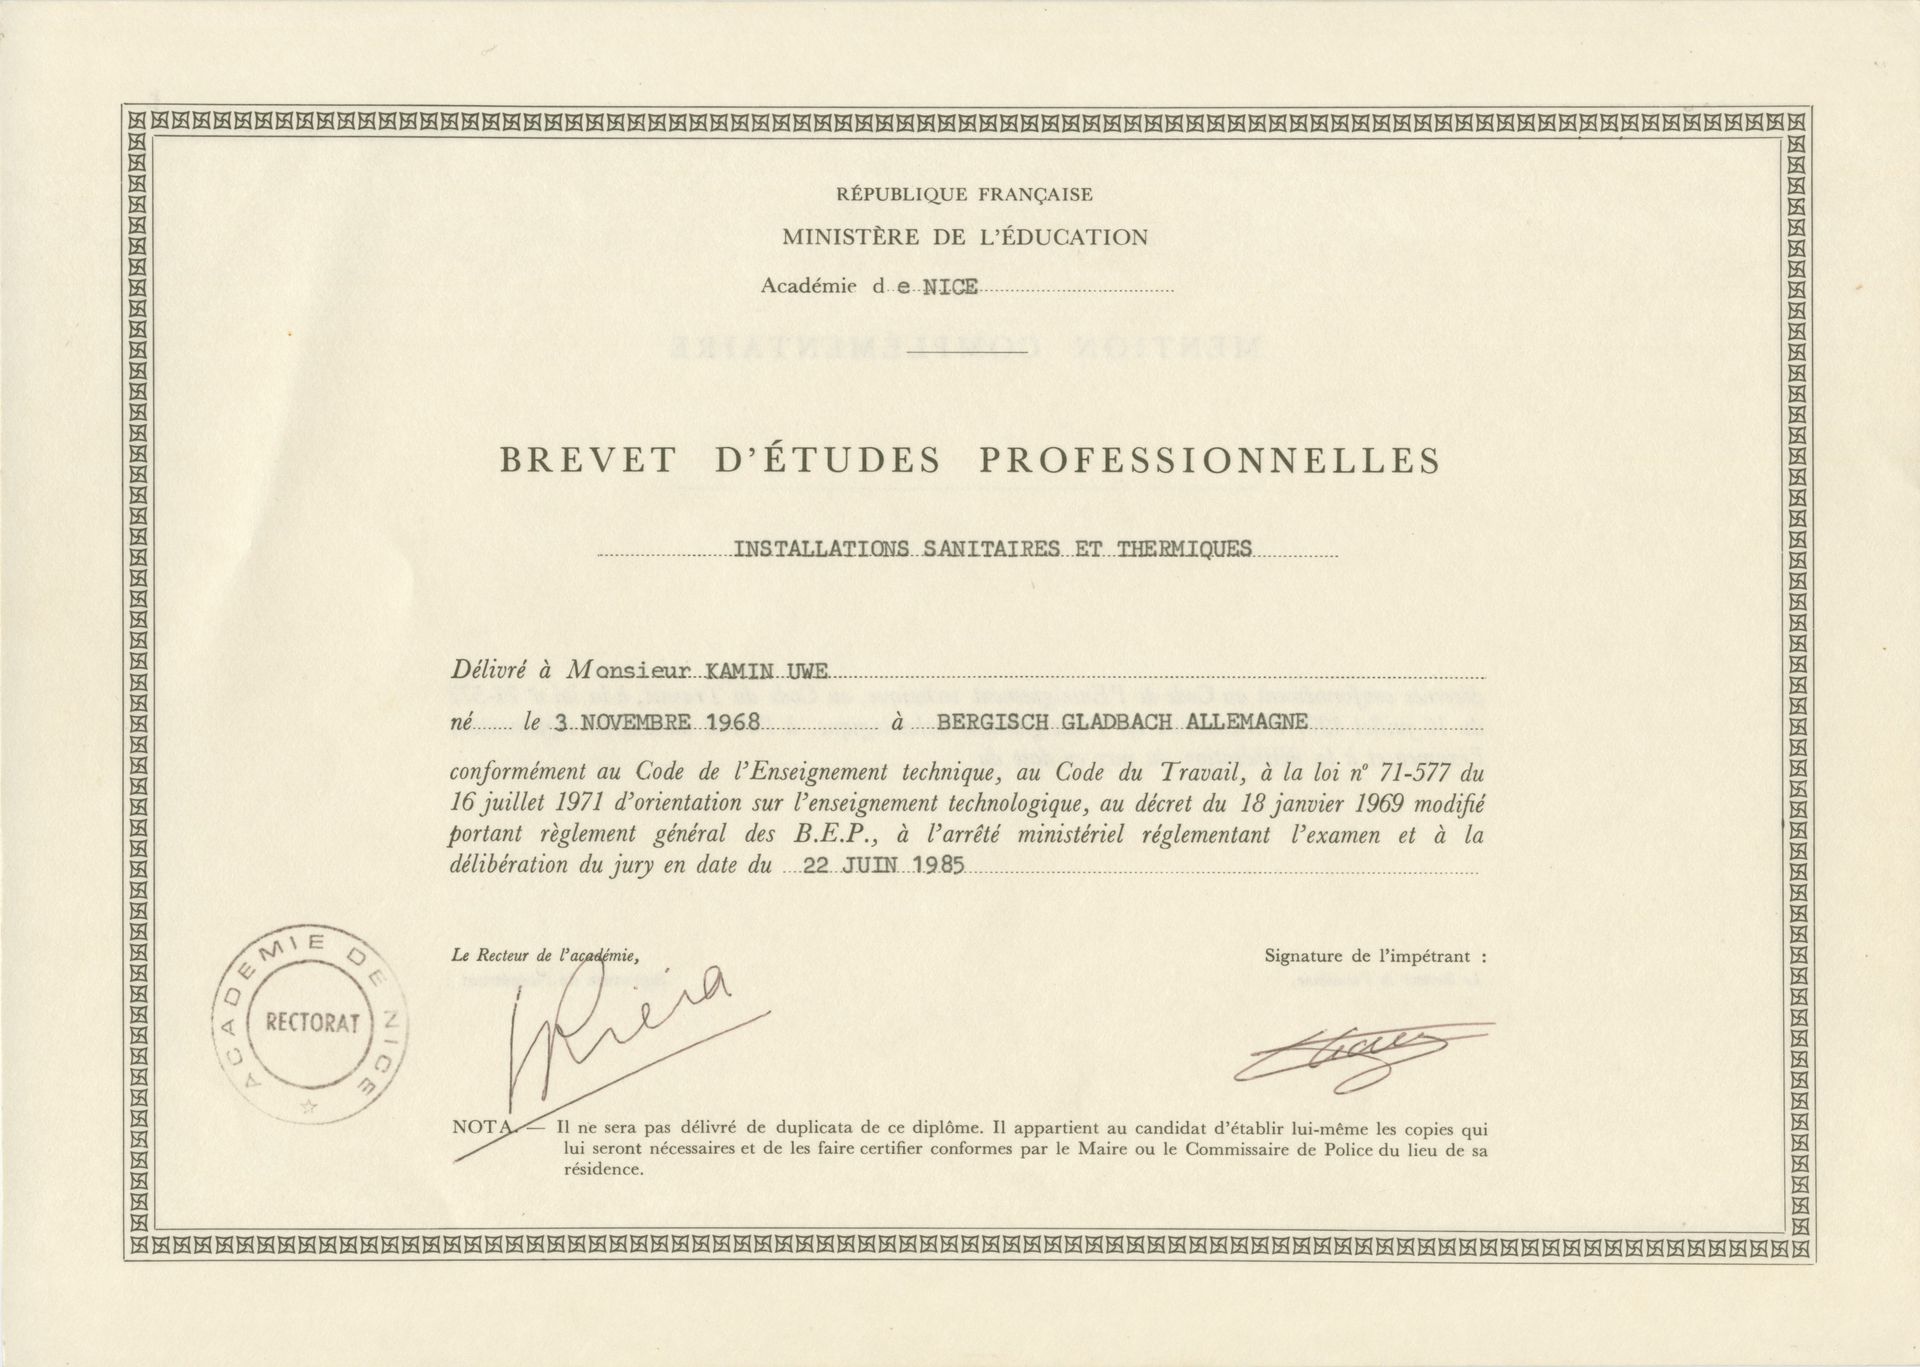 RÉPUBLIQUE FRANÇAISE
MINISTÈRE DE L'ÉDUCATION
Académie de NICE
MENTION COMPLÉMENTAIRE
BREVET D'ÉTUDES PROFESSIONNELLES
INSTALLATIONS SANITAIRES ET THERMIQUES
Délivré à Monsieur KAMIN UWE
né le 3 NOVEMBRE 1968 à BERGISCH GLADBACH ALLEMAGNE
conformément au Code de l'Enseignement technique, au Code du Travail, à la loi n° 71-577 du
16 juillet 1971 d'orientation sur l'enseignement technologique, au décret du 18 janvier 1969 modifié
portant règlement général des B.E.P., à l'arrêté ministériel réglementant l'examen et à la
délibération du jury en date du 22 JUIN 1985
Le Recteur de l'académie,
Signature de l'impétrant :
ACADEMIE DE NICE
RECTORAT
NOTA. — Il ne sera pas délivré de duplicata de ce diplôme. Il appartient au candidat d'établir lui-même les copies qui
lui seront nécessaires et de les faire certifier conformes par le Maire ou le Commissaire de Police du lieu de sa
résidence.